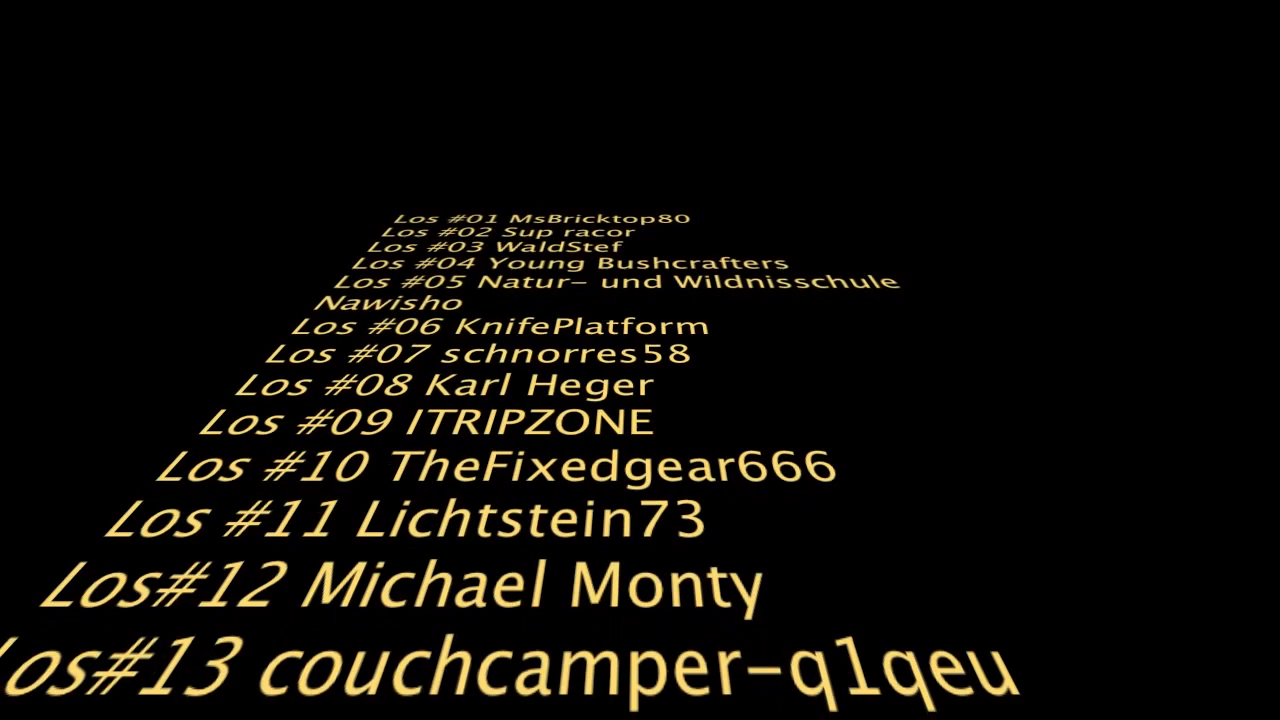 Los #01 MsBricktop80
Los #02 Sup racor
Los #03 WaldStef
Los #04 Young Bushcrafters
Los #05 Natur- und Wildnisschule
Nawisho
Los #06 KnifePlatform
Los #07 schnorres58
Los #08 Karl Heger
Los #09 ITRIPZONE
Los #10 TheFixedgear666
Los #11 Lichtstein73
Los#12 Michael Monty
Los#13 couchcamper-q1qeu